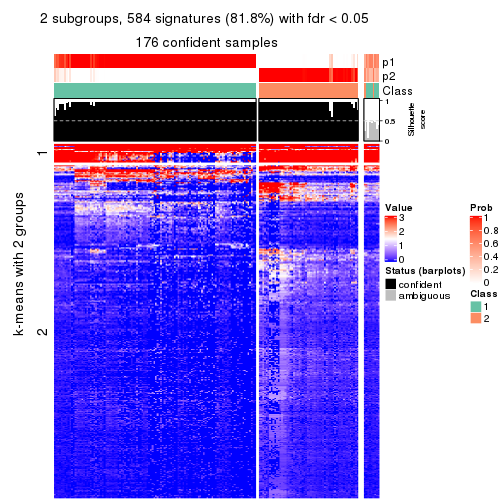 2 subgroups, 584 signatures (81.8%) with fdr < 0.05
176 confident samples
p1
p2
Class
1
0.5
0
Silhouette
score
k-means with 2 groups
1
2
Value
3
2
1
0
Status (barplots)
confident
ambiguous
Prob
1
0.8
0.6
0.4
0.2
0
Class
1
2